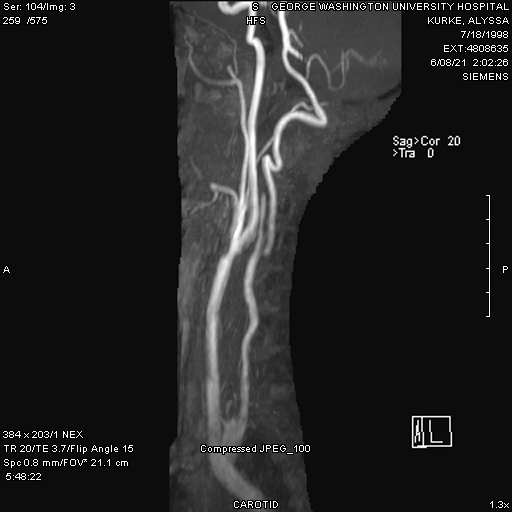 Ser: 104/Img: 3
259 /575
S
HFS
GEORGE WASHINGTON UNIVERSITY HOSPITAL
KURKE, ALYSSA
7/18/1998
EXT:4808635
6/08/21 2:02:26
SIEMENS
Sag>Cor 20
>Tra 0
A
P
384 x 203/1 NEX
TR 20/TE 3.7/Flip Angle 15
Spc 0.8 mm/FOV* 21.1 cm
5:48:22
Compressed JPEG_100
CAROTID
A L
1.3x